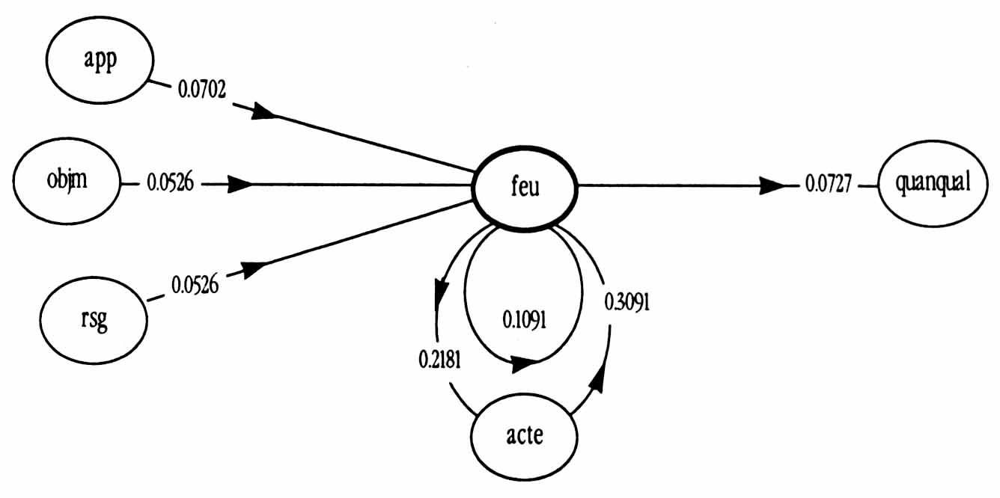 app
0.0702
objm
0.0526
feu
0.0727
quanqual
rsg
0.0526
0.3091
0.1091
0.2181
acte